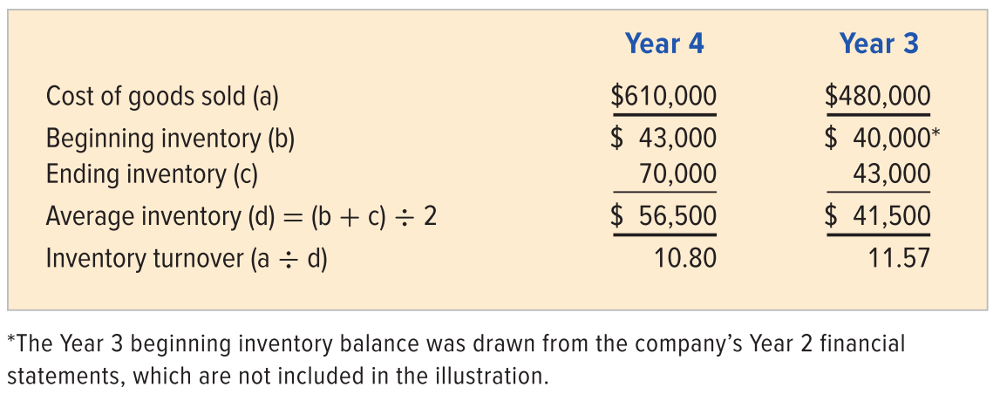 Year 4 Year 3
Cost of goods sold (a) $610,000 $480,000
Beginning inventory (b) $ 43,000 $ 40,000*
Ending inventory (c) 70,000 43,000
Average inventory (d) = (b + c) ÷ 2 $ 56,500 $ 41,500
Inventory turnover (a ÷ d) 10.80 11.57
*The Year 3 beginning inventory balance was drawn from the company’s Year 2 financial
statements, which are not included in the illustration.